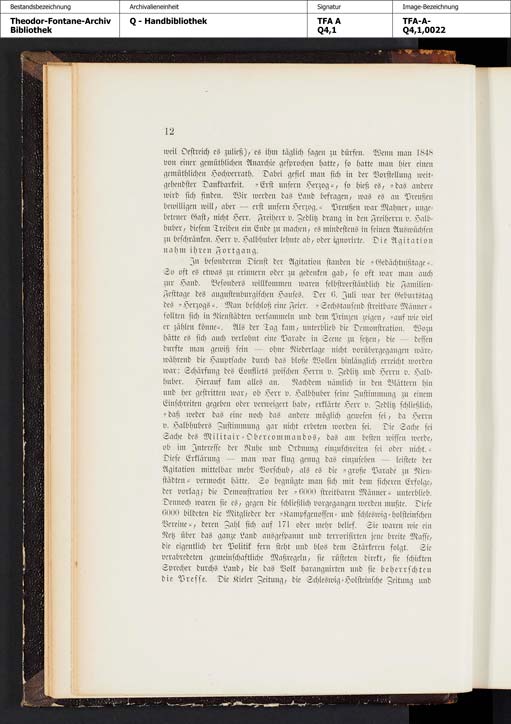 Bestandsbezeichnung
Archivalieneinheit
Signatur
Image-Bezeichnung
Theodor-Fontane-Archiv
Bibliothek
Q - Handbibliothek
TFA A
Q4,1
TFA-A-
Q4,1,0022
12
weil Oestreich es zuließ), es ihm täglich sagen zu dürfen. Wenn man 1848
von einer gemüthlichen Anarchie gesprochen hatte, so hatte man hier einen
gemüthlichen Hochverrath. Dabei gefiel man sich in der Vorstellung weit-
gehendster Dankbarkeit. »Erst unsern Herzog«, so hieß es, »das andere
wird sich finden. Wir werden das Land befragen, was es an Preußen
bewilligen will, aber — erst unsern Herzog.« Preußen war Mahner, unge-
betener Gast, nicht Herr. Freiherr v. Zedlitz drang in den Freiherrn v. Halb-
huber, diesem Treiben ein Ende zu machen, es mindestens in seinen Auswüchsen
zu beschränken. Herr v. Halbhuber lehnte ab, oder ignorirte. Die Agitation
nahm ihren Fortgang.
In besonderem Dienst der Agitation standen die »Gedächtnißtage«.
So oft es etwas zu erinnern oder zu gedenken gab, so oft war man auch
zur Hand. Besonders willkommen waren selbstverständlich die Familien-
Festtage des augustenburgischen Hauses. Der 6. Juli war der Geburtstag
des »Herzogs«. Man beschloß eine Feier. »Sechstausend streitbare Männer«
sollten sich in Nienstädten versammeln und dem Prinzen zeigen, »auf wie viel
er zählen könne«. Als der Tag kam, unterblieb die Demonstration. Wozu
hätte es sich auch verlohnt eine Parade in Scene zu setzen, die — dessen
durfte man gewiß sein — ohne Niederlage nicht vorübergegangen wäre,
während die Hauptsache durch das bloße Wollen hinlänglich erreicht worden
war: Schärfung des Conflicts zwischen Herrn v. Zedlitz und Herrn v. Halb-
huber. Hierauf kam alles an. Nachdem nämlich in den Blättern hin
und her gestritten war, ob Herr v. Halbhuber seine Zustimmung zu einem
Einschreiten gegeben oder verweigert habe, erklärte Herr v. Zedlitz schließlich,
»daß weder das eine noch das andere möglich gewesen sei, da Herrn
v. Halbhubers Zustimmung gar nicht erbeten worden sei. Die Sache sei
Sache des Militair-Obercommandos, das am besten wissen werde,
ob im Interesse der Ruhe und Ordnung einzuschreiten sei oder nicht.«
Diese Erklärung — man war klug genug das einzusehen — leistete der
Agitation mittelbar mehr Vorschub, als es die »große Parade zu Nien-
städten« vermocht hätte. So begnügte man sich mit dem sicheren Erfolge,
der vorlag; die Demonstration der »6000 streitbaren Männer« unterblieb.
Dennoch waren sie es, gegen die schließlich vorgegangen werden mußte. Diese
6000 bildeten die Mitglieder der »Kampfgenossen- und schleswig-holsteinschen
Vereine«, deren Zahl sich auf 171 oder mehr belief. Sie waren wie ein
Netz über das ganze Land ausgespannt und terrorisirten jene breite Masse,
die eigentlich der Politik fern steht und blos dem Stärkeren folgt. Sie
verabredeten gemeinschaftliche Maßregeln, sie rüsteten direkt, sie schickten
Sprecher durchs Land, die das Volk haranguirten und sie beherrschten
die Presse. Die Kieler Zeitung, die Schleswig-Holsteinsche Zeitung und